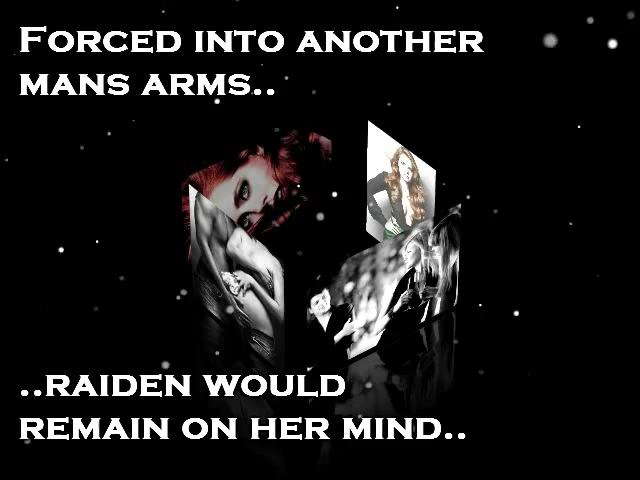 Forced into another
mans arms..
..raiden would
remain on her mind..